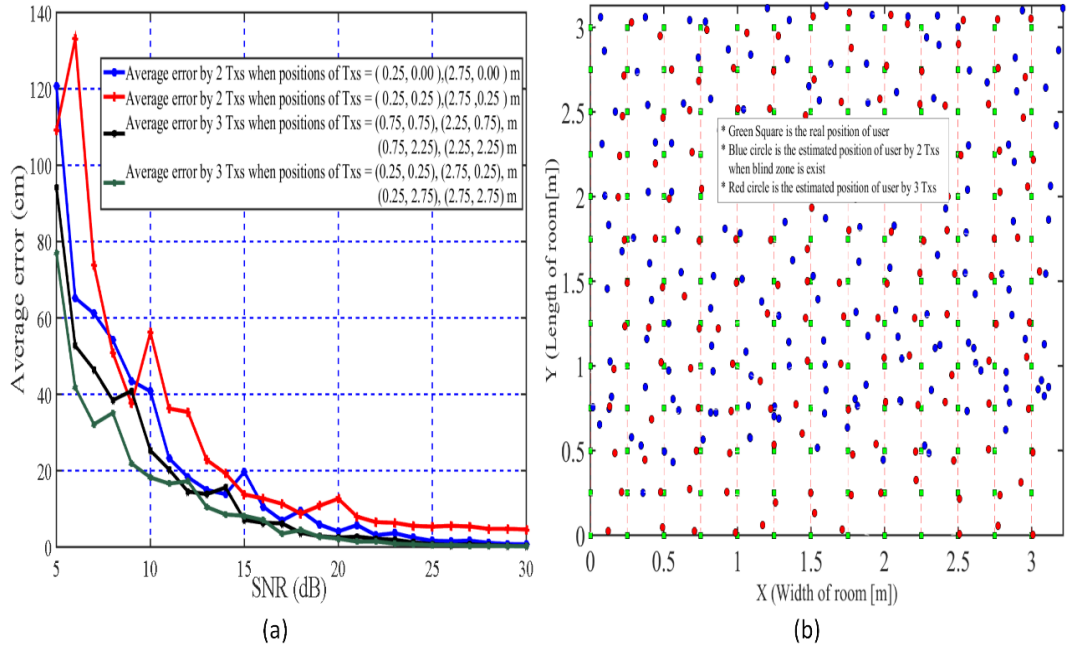 140
120
100
80
60
40
20
0
Average error (cm)
Average error by 2 Txs when positions of Txs = ( 0.25, 0.00 ),(2.75, 0.00 ) m
Average error by 2 Txs when positions of Txs = ( 0.25, 0.25 ),(2.75 ,0.25 ) m
Average error by 3 Txs when positions of Txs = (0.75, 0.75), (2.25, 0.75), m
(0.75, 2.25), (2.25, 2.25) m
Average error by 3 Txs when positions of Txs = (0.25, 0.25), (2.75, 0.25), m
(0.25, 2.75), (2.75, 2.75) m
5 10 15 20 25 30
SNR (dB)
(a)
3
2.5
2
1.5
1
0.5
0
Y (Length of room[m])
* Green Square is the real position of user
* Blue circle is the estimated position of user by 2 Txs
when blind zone is exist
* Red circle is the estimated position of user by 3 Txs
0 0.5 1 1.5 2 2.5 3
X (Width of room [m])
(b)